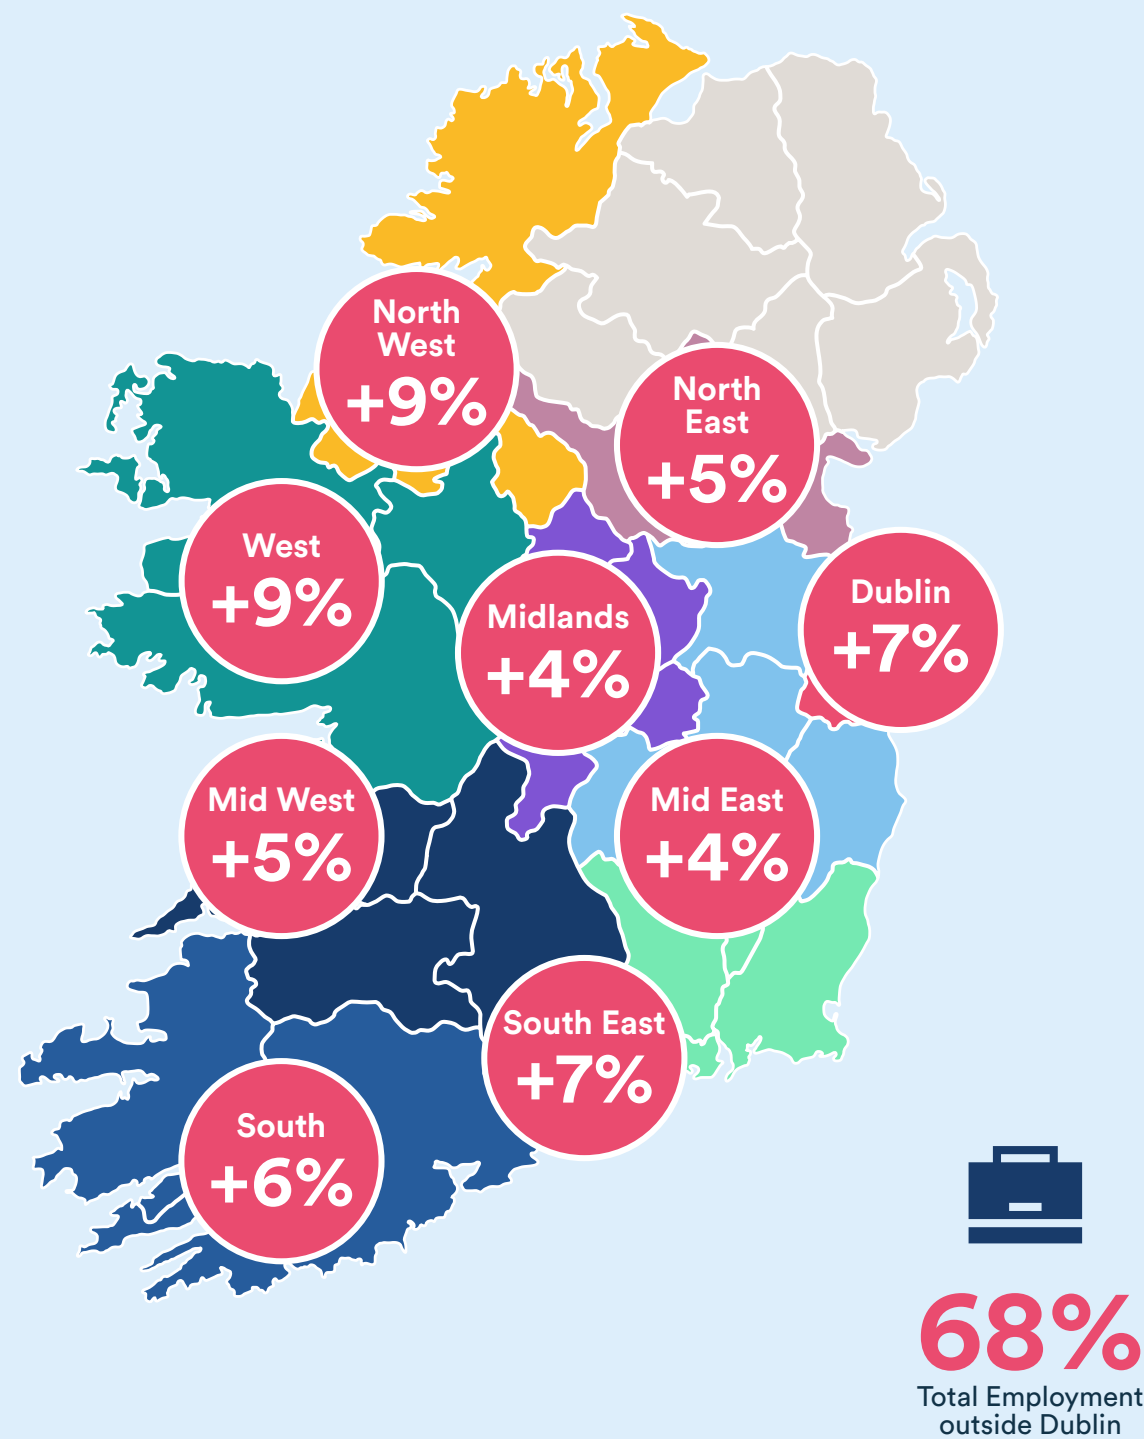 North
West
+9%
North
East
+5%
West
+9%
Dublin
+7%
Midlands
+4%
Mid West
+5%
Mid East
+4%
South East
+7%
South
+6%
68%
Total Employment
outside Dublin